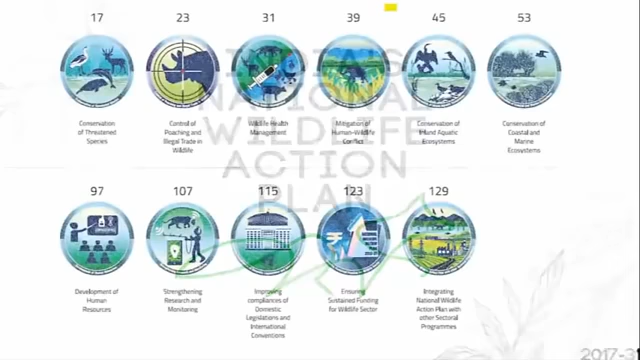 17 23 31 39 45 53
INDIA'S
NATIONAL
WILDLIFE
ACTION
PLAN
Conservation
of Threatened
Species
Control of
Poaching and
Illegal Trade in
Wildlife
Wildlife Health
Management
Mitigation of
Human-Wildlife
Conflict
Conservation of
Inland Aquatic
Ecosystems
Conservation of
Coastal and
Marine
Ecosystems
97 107 115 123 129
Development of
Human
Resources
Strengthening
Research and
Monitoring
Improving
compliances of
Domestic
Legislations and
International
Conventions
Ensuring
Sustained Funding
for Wildlife Sector
Integrating
National Wildlife
Action Plan with
other Sectoral
Programmes
2017-31